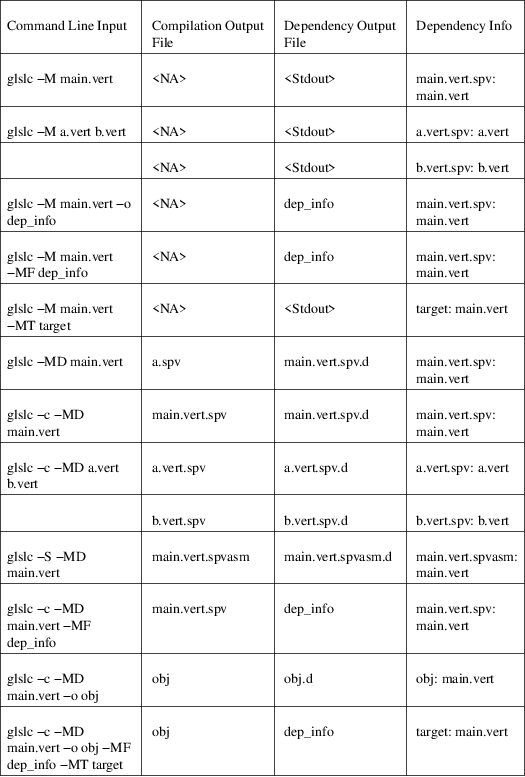 Command Line Input Compilation Output File Dependency Output File Dependency Info
glslc −M main.vert <NA> <Stdout> main.vert.spv: main.vert
glslc −M a.vert b.vert <NA> <Stdout> a.vert.spv: a.vert
<NA> <Stdout> b.vert.spv: b.vert
glslc −M main.vert −o dep_info <NA> dep_info main.vert.spv: main.vert
glslc −M main.vert −MF dep_info <NA> dep_info main.vert.spv: main.vert
glslc −M main.vert −MT target <NA> <Stdout> target: main.vert
glslc −MD main.vert a.spv main.vert.spv.d main.vert.spv: main.vert
glslc −c −MD main.vert main.vert.spv main.vert.spv.d main.vert.spv: main.vert
glslc −c −MD a.vert b.vert a.vert.spv a.vert.spv.d a.vert.spv: a.vert
b.vert.spv b.vert.spv.d b.vert.spv: b.vert
glslc −S −MD main.vert main.vert.spvasm main.vert.spvasm.d main.vert.spvasm: main.vert
glslc −c −MD main.vert −MF dep_info main.vert.spv dep_info main.vert.spv: main.vert
glslc −c −MD main.vert −o obj obj obj.d obj: main.vert
glslc −c −MD main.vert −o obj −MF dep_info −MT target obj dep_info target: main.vert